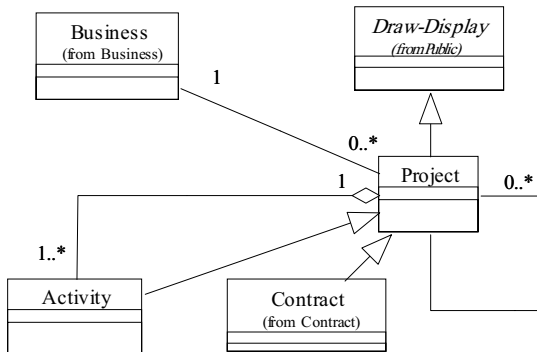 Business
(from Business)
Draw-Display
(from Public)
1
0..*
Project
0..*
1
1..*
Activity
Contract
(from Contract)